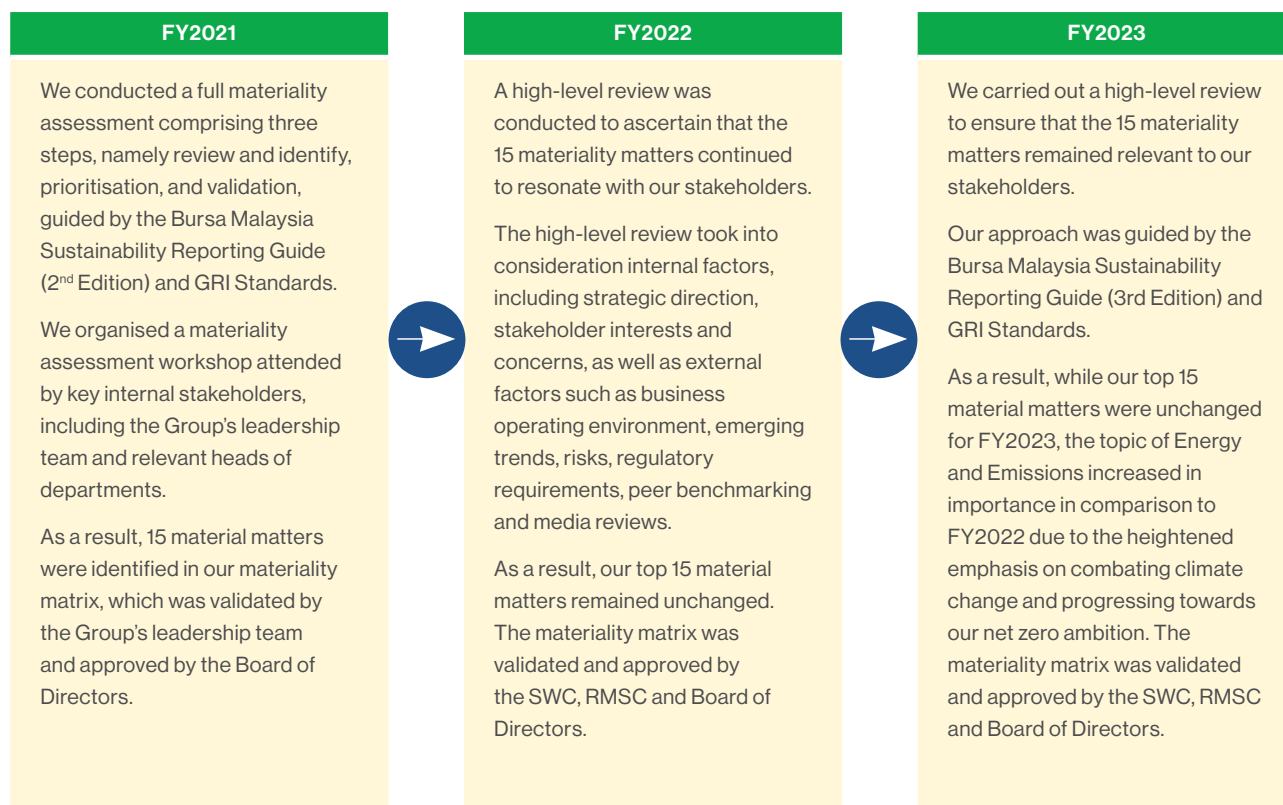 FY2021
We conducted a full materiality
assessment comprising three
steps, namely review and identify,
prioritisation, and validation,
guided by the Bursa Malaysia
Sustainability Reporting Guide
(2nd Edition) and GRI Standards.
We organised a materiality
assessment workshop attended
by key internal stakeholders,
including the Group's leadership
team and relevant heads of
departments.
As a result, 15 material matters
were identified in our materiality
matrix, which was validated by
the Group's leadership team
and approved by the Board of
Directors.
FY2022
A high-level review was
conducted to ascertain that the
15 materiality matters continued
to resonate with our stakeholders.
The high-level review took into
consideration internal factors,
including strategic direction,
stakeholder interests and
concerns, as well as external
factors such as business
operating environment, emerging
trends, risks, regulatory
requirements, peer benchmarking
and media reviews.
As a result, our top 15 material
matters remained unchanged.
The materiality matrix was
validated and approved by
the SWC, RMSC and Board of
Directors.
FY2023
We carried out a high-level review
to ensure that the 15 materiality
matters remained relevant to our
stakeholders.
Our approach was guided by the
Bursa Malaysia Sustainability
Reporting Guide (3rd Edition) and
GRI Standards.
As a result, while our top 15
material matters were unchanged
for FY2023, the topic of Energy
and Emissions increased in
importance in comparison to
FY2022 due to the heightened
emphasis on combating climate
change and progressing towards
our net zero ambition. The
materiality matrix was validated
and approved by the SWC, RMSC
and Board of Directors.